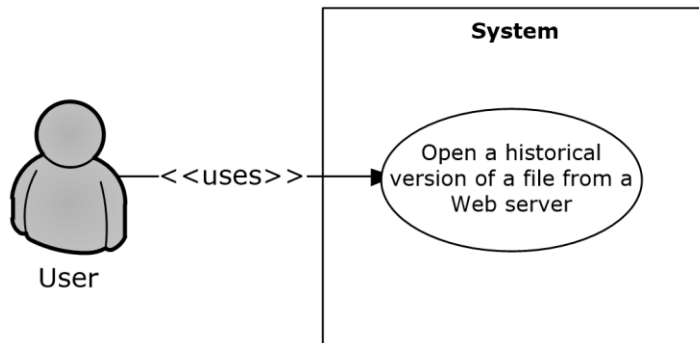 System
Open a historical
version of a file from a
Web server
<<uses>>
User